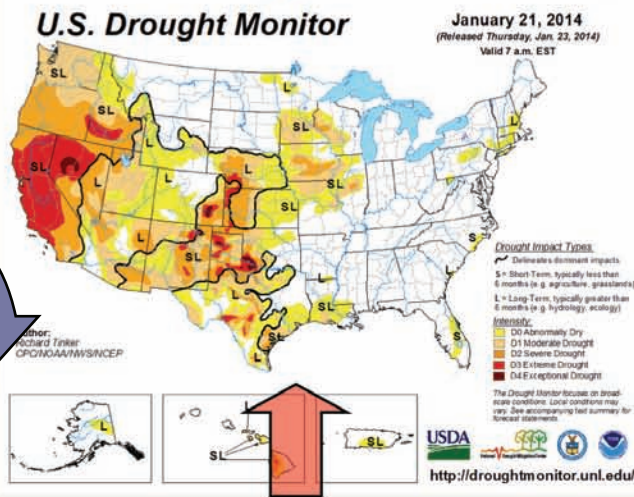 U.S. Drought Monitor
January 21, 2014
(Released Thursday, Jan. 23, 2014)
Valid 7 a.m. EST
SL
SL
L
SL
L
L
SL
L
SL
L
L
L
SL
S
L
SL
L
L
SL
S
SL
L
Drought Impact Types:
Delineates dominant impacts
S = Short-Term, typically less than
6 months (e.g. agriculture, grasslands)
L = Long-Term, typically greater than
6 months (e.g. hydrology, ecology)
Intensity:
D0 Abnormally Dry
D1 Moderate Drought
D2 Severe Drought
D3 Extreme Drought
D4 Exceptional Drought
Richard Tinker
CPC/NOAA/NWS/NCEP
The Drought Monitor focuses on broad-
scale conditions. Local conditions may
vary. See accompanying text summary for
forecast statements.
L
SL
SL
USDA
http://droughtmonitor.unl.edu/